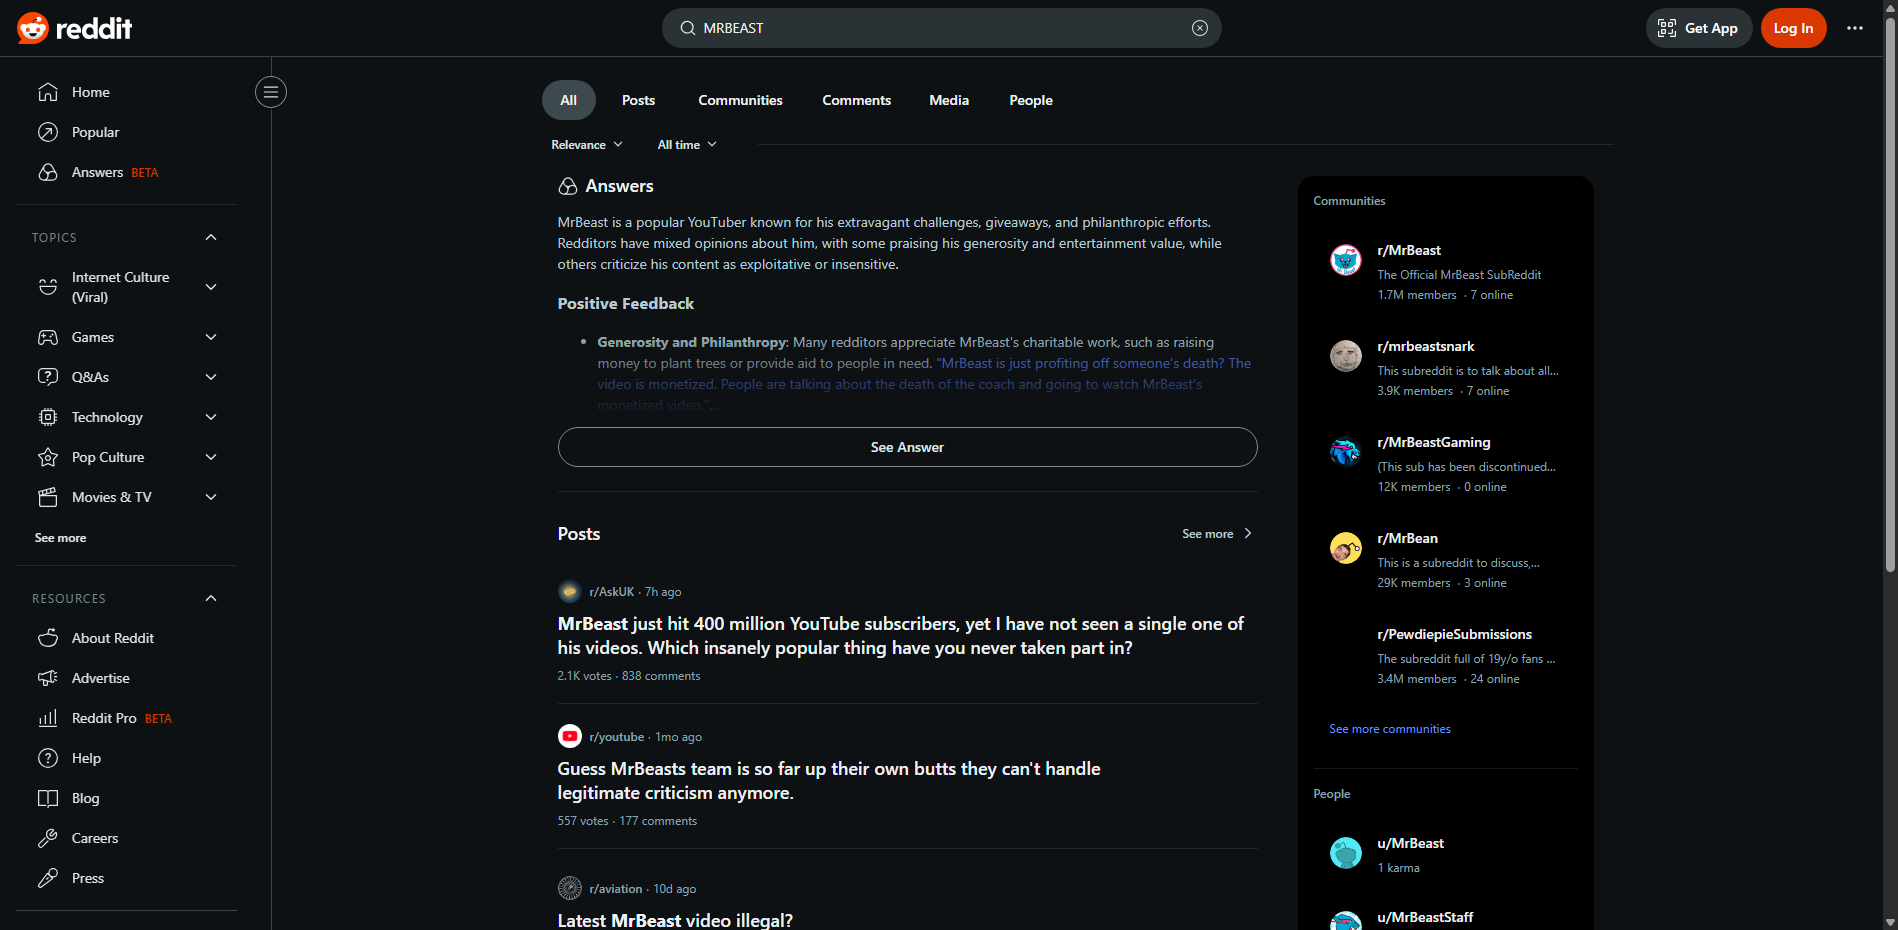 reddit
MRBEAST
Get App
Log In
Home
Popular
Answers BETA
TOPICS
Internet Culture
(Viral)
Games
Q&As
Technology
Pop Culture
Movies & TV
See more
RESOURCES
About Reddit
Advertise
Reddit Pro BETA
Help
Blog
Careers
Press
All Posts Communities Comments Media People
Relevance All time
Answers
MrBeast is a popular YouTuber known for his extravagant challenges, giveaways, and philanthropic efforts.
Redditors have mixed opinions about him, with some praising his generosity and entertainment value, while
others criticize his content as exploitative or insensitive.
Positive Feedback
• Generosity and Philanthropy: Many redditors appreciate MrBeast's charitable work, such as raising
money to plant trees or provide aid to people in need. "MrBeast is just profiting off someone's death? The
video is monetized. People are talking about the death of the coach and going to watch MrBeast's
monetized video."...
See Answer
Posts
See more
r/AskUK · 7h ago
MrBeast just hit 400 million YouTube subscribers, yet I have not seen a single one of
his videos. Which insanely popular thing have you never taken part in?
2.1K votes · 838 comments
r/youtube · 1mo ago
Guess MrBeasts team is so far up their own butts they can't handle
legitimate criticism anymore.
557 votes · 177 comments
r/aviation · 10d ago
Latest MrBeast video illegal?
Communities
r/MrBeast
The Official MrBeast SubReddit
1.7M members · 7 online
r/mrbeastsnark
This subreddit is to talk about all...
3.9K members · 7 online
r/MrBeastGaming
(This sub has been discontinued...
12K members · 0 online
r/MrBean
This is a subreddit to discuss,...
29K members · 3 online
r/PewdiepieSubmissions
The subreddit full of 19y/o fans ...
3.4M members · 24 online
See more communities
People
u/MrBeast
1 karma
u/MrBeastStaff